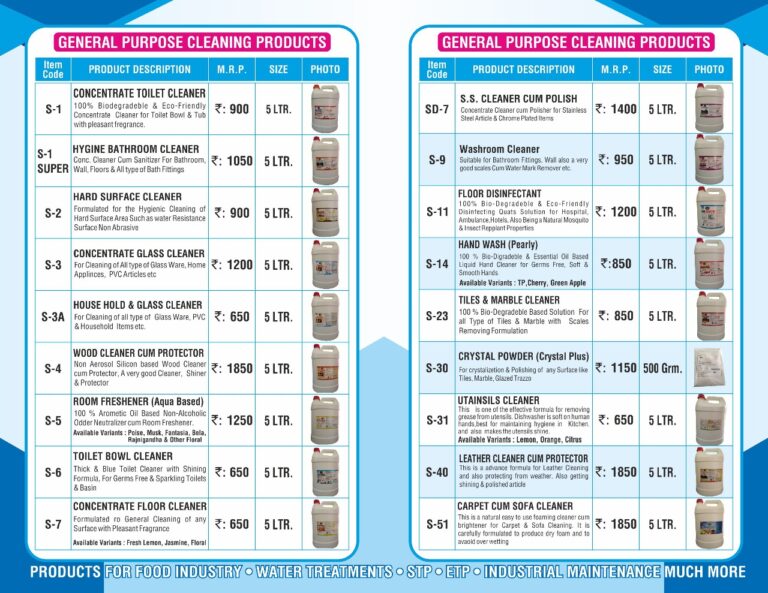 GENERAL PURPOSE CLEANING PRODUCTS
Item Code PRODUCT DESCRIPTION M.R.P. SIZE PHOTO
S-1 CONCENTRATE TOILET CLEANER ₹: 900 5 LTR.
100% Biodegradable & Eco-Friendly
Concentrate Cleaner for Toilet Bowl & Tub
with pleasant fregrance.
S-1 SUPER HYGINE BATHROOM CLEANER ₹: 1050 5 LTR.
Conc. Cleaner Cum Sanitizer For Bathroom,
Wall, Floors & All type of Bath Fittings
S-2 HARD SURFACE CLEANER ₹: 900 5 LTR.
Formulated for the Hygienic Cleaning of
Hard Surface Area Such as water Resistance
Surface Non Abrasive
S-3 CONCENTRATE GLASS CLEANER ₹: 1200 5 LTR.
For Cleaning of All type of Glass Ware, Home
Applinces, PVC Articles etc
S-3A HOUSE HOLD & GLASS CLEANER ₹: 650 5 LTR.
For Cleaning of all type of Glass Ware, PVC
& Household Items etc.
S-4 WOOD CLEANER CUM PROTECTOR ₹: 1850 5 LTR.
Non Aerosol Silicon based Wood Cleaner
cum Protector, A very good Cleaner, Shiner
& Protector
S-5 ROOM FRESHENER (Aqua Based) ₹: 1250 5 LTR.
100 % Arometic Oil Based Non-Alcoholic
Odder Neutralizer cum Room Freshener.
Available Variants : Poise, Musk, Fantasia, Bela,
Rajnigandha & Other Floral
S-6 TOILET BOWL CLEANER ₹: 650 5 LTR.
Thick & Blue Toilet Cleaner with Shining
Formula, For Germs Free & Sparkling Toilets
& Basin
S-7 CONCENTRATE FLOOR CLEANER ₹: 650 5 LTR.
Formulated ro General Cleaning of any
Surface with Pleasant Fragrance
Available Variants : Fresh Lemon, Jasmine, Floral
GENERAL PURPOSE CLEANING PRODUCTS
Item Code PRODUCT DESCRIPTION M.R.P. SIZE PHOTO
SD-7 S.S. CLEANER CUM POLISH ₹: 1400 5 LTR.
Concentrate Cleaner cum Polisher for Stainless
Steel Article & Chrome Plated Items
S-9 Washroom Cleaner ₹: 950 5 LTR.
Suitable for Bathroom Fittings, Wall also a very
good scales Cum Water Mark Remover etc.
S-11 FLOOR DISINFECTANT ₹: 1200 5 LTR.
100% Bio-Degradable & Eco-Friendly
Disinfecting Quats Solution for Hospital,
Ambulance,Hotels, Also Being a Natural Mosquito
& Insect Repplant Properties
S-14 HAND WASH (Pearly) ₹:850 5 LTR.
100 % Bio-Digredable & Essential Oil Based
Liquid Hand Cleaner for Germs Free, Soft &
Smooth Hands.
Available Variants : TP,Cherry, Green Apple
S-23 TILES & MARBLE CLEANER ₹: 850 5 LTR.
100 % Bio-Degredeble Based Solution For
all Type of Tiles & Marble with Scales
Removing Formulation
S-30 CRYSTAL POWDER (Crystal Plus) ₹: 1150 500 Grm.
For crystaliztion & Polishing of any Surface like
Tiles, Marble, Glazed Trazzo
S-31 UTAINSILS CLEANER ₹: 650 5 LTR.
This is one of the effective formula for removing
grease from utensils. Dishwasher is soft on human
hands,best for maintaining hygiene in Kitchen.
and also makes the utensils shine.
Available Variants : Lemon, Orange, Citrus
S-40 LEATHER CLEANER CUM PROTECTOR ₹: 1850 5 LTR.
This is a advance formula for Leather Cleaning
and also protecting from weather. Also getting
shining & polished article
S-51 CARPET CUM SOFA CLEANER ₹: 1850 5 LTR.
This is a natural easy to use foaming cleaner cum
brightener for Carpet & Sofa Cleaning. It is
carefully formulated to produce dry foam and to
avaoid over wetting
PRODUCTS FOR FOOD INDUSTRY • WATER TREATMENTS • STP • ETP • INDUSTRIAL MAINTENANCE MUCH MORE